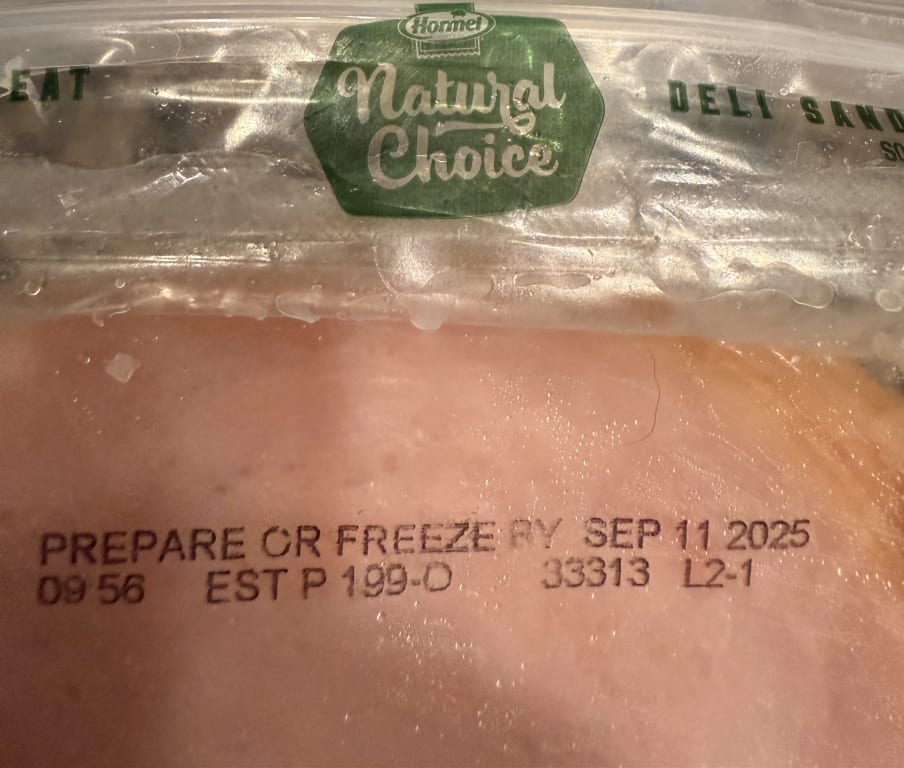 Hormel
Natural
Choice
EAT
DELI SAND
SO
PREPARE OR FREEZE BY SEP 11 2025
09 56 EST P 199-O 33313 L2-1